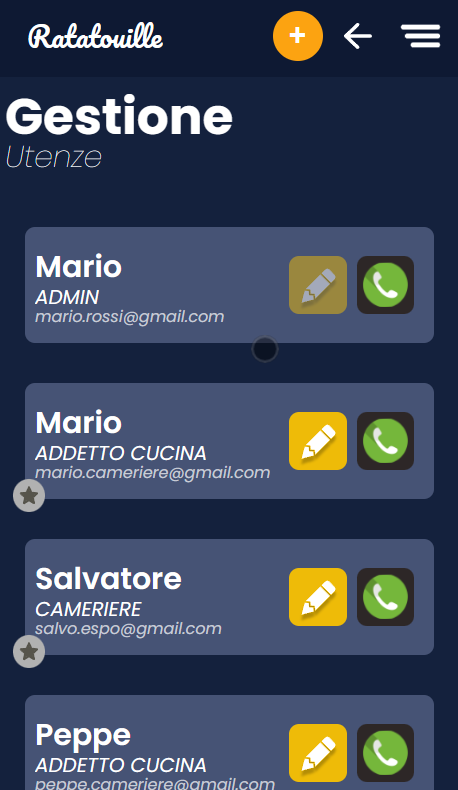 Ratatouille
+
Gestione
Utenze
Mario
ADMIN
mario.rossi@gmail.com
Mario
ADDETTO CUCINA
mario.cameriere@gmail.com
Salvatore
CAMERIERE
salvo.espo@gmail.com
Peppe
ADDETTO CUCINA
peppe.cameriere@gmail.com